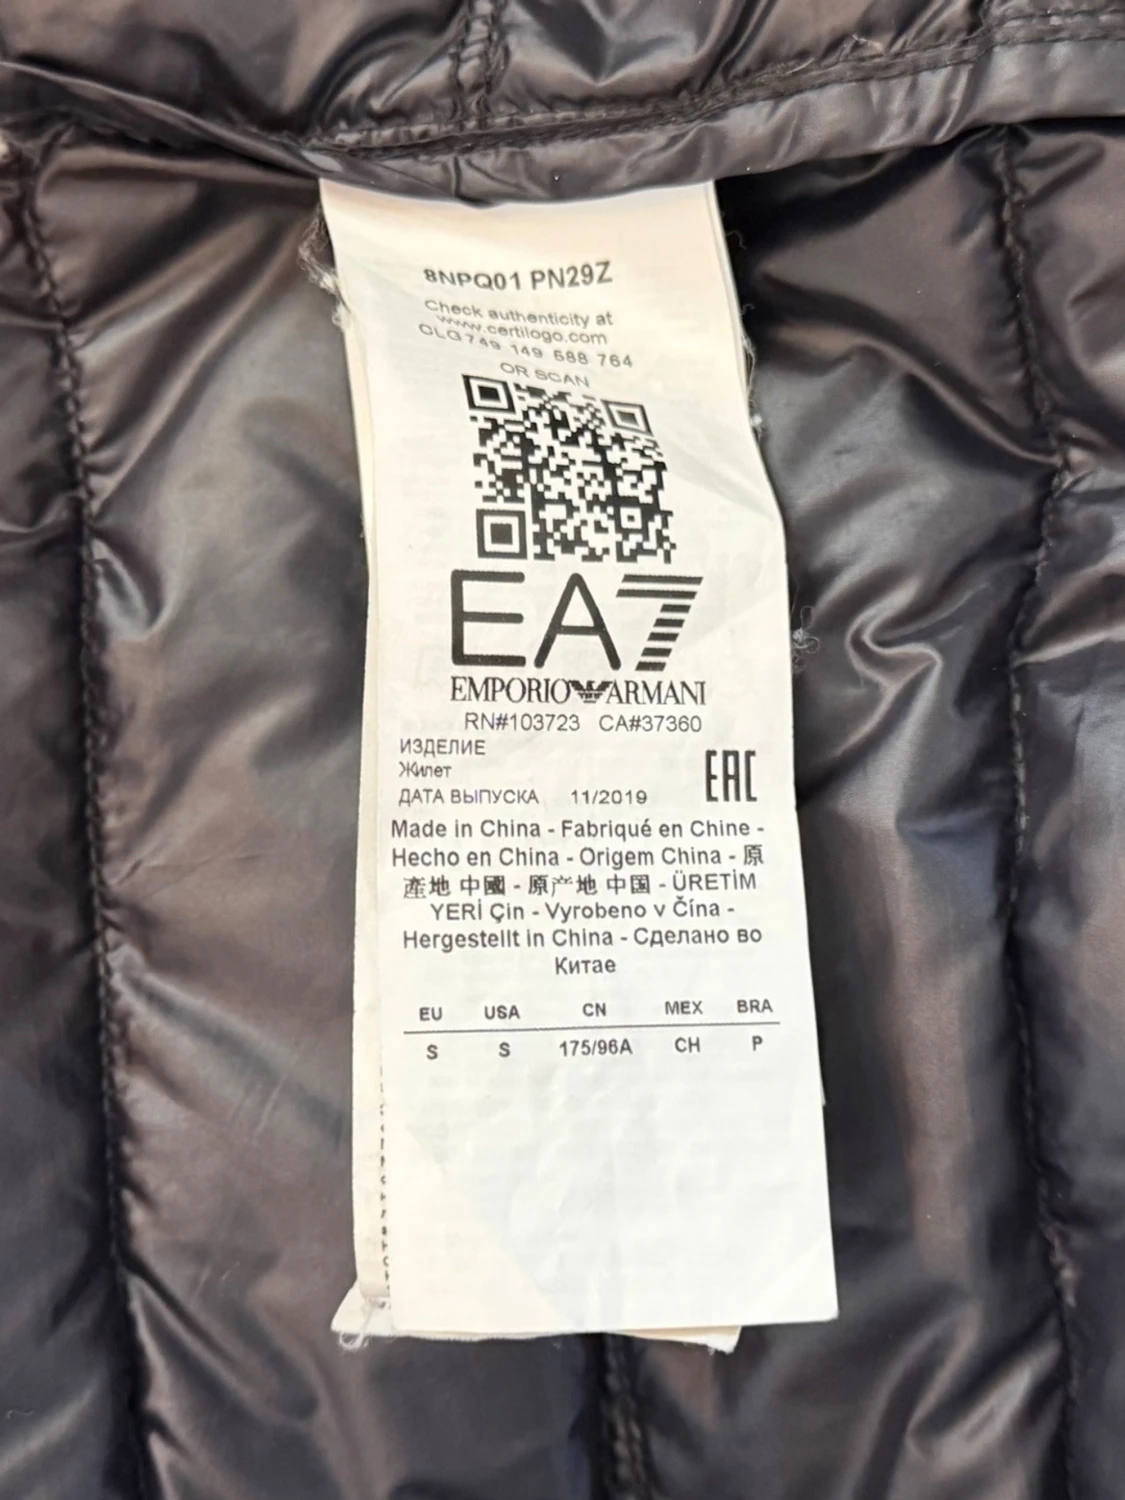 8NPQ01 PN29Z
Check authenticity at
www.certilogo.com
CLG 749 149 688 764
OR SCAN
EA7
EMPORIO ARMANI
RN#103723 CA#37360
ИЗДЕЛИЕ
Жилет
ДАТА ВЫПУСКА 11/2019
EAC
Made in China - Fabriqué en Chine -
Hecho en China - Origem China - 原
產地 中國 - 原产地 中国 - ÜRETİM
YERİ Çin - Vyrobeno v Čína -
Hergestellt in China - Сделано во
Китае
EU USA CN MEX BRA
S S 175/96A CH P